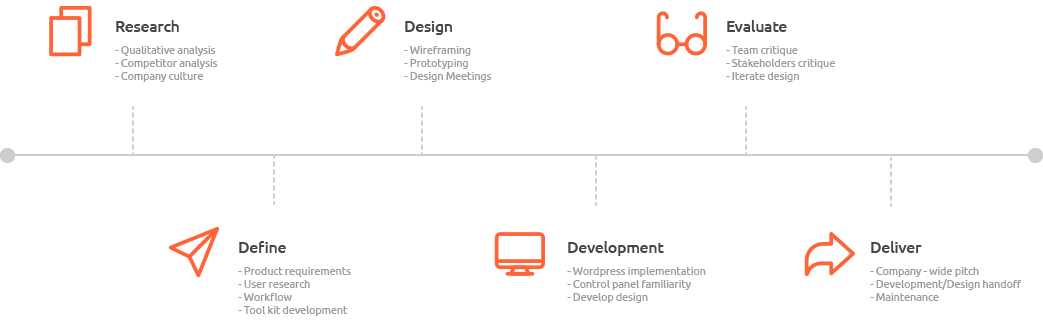 Research
- Qualitative analysis
- Competitor analysis
- Company culture
Design
- Wireframing
- Prototyping
- Design Meetings
Evaluate
- Team critique
- Stakeholders critique
- Iterate design
Define
- Product requirements
- User research
- Workflow
- Tool kit development
Development
- Wordpress implementation
- Control panel familiarity
- Develop design
Deliver
- Company - wide pitch
- Development/Design handoff
- Maintenance